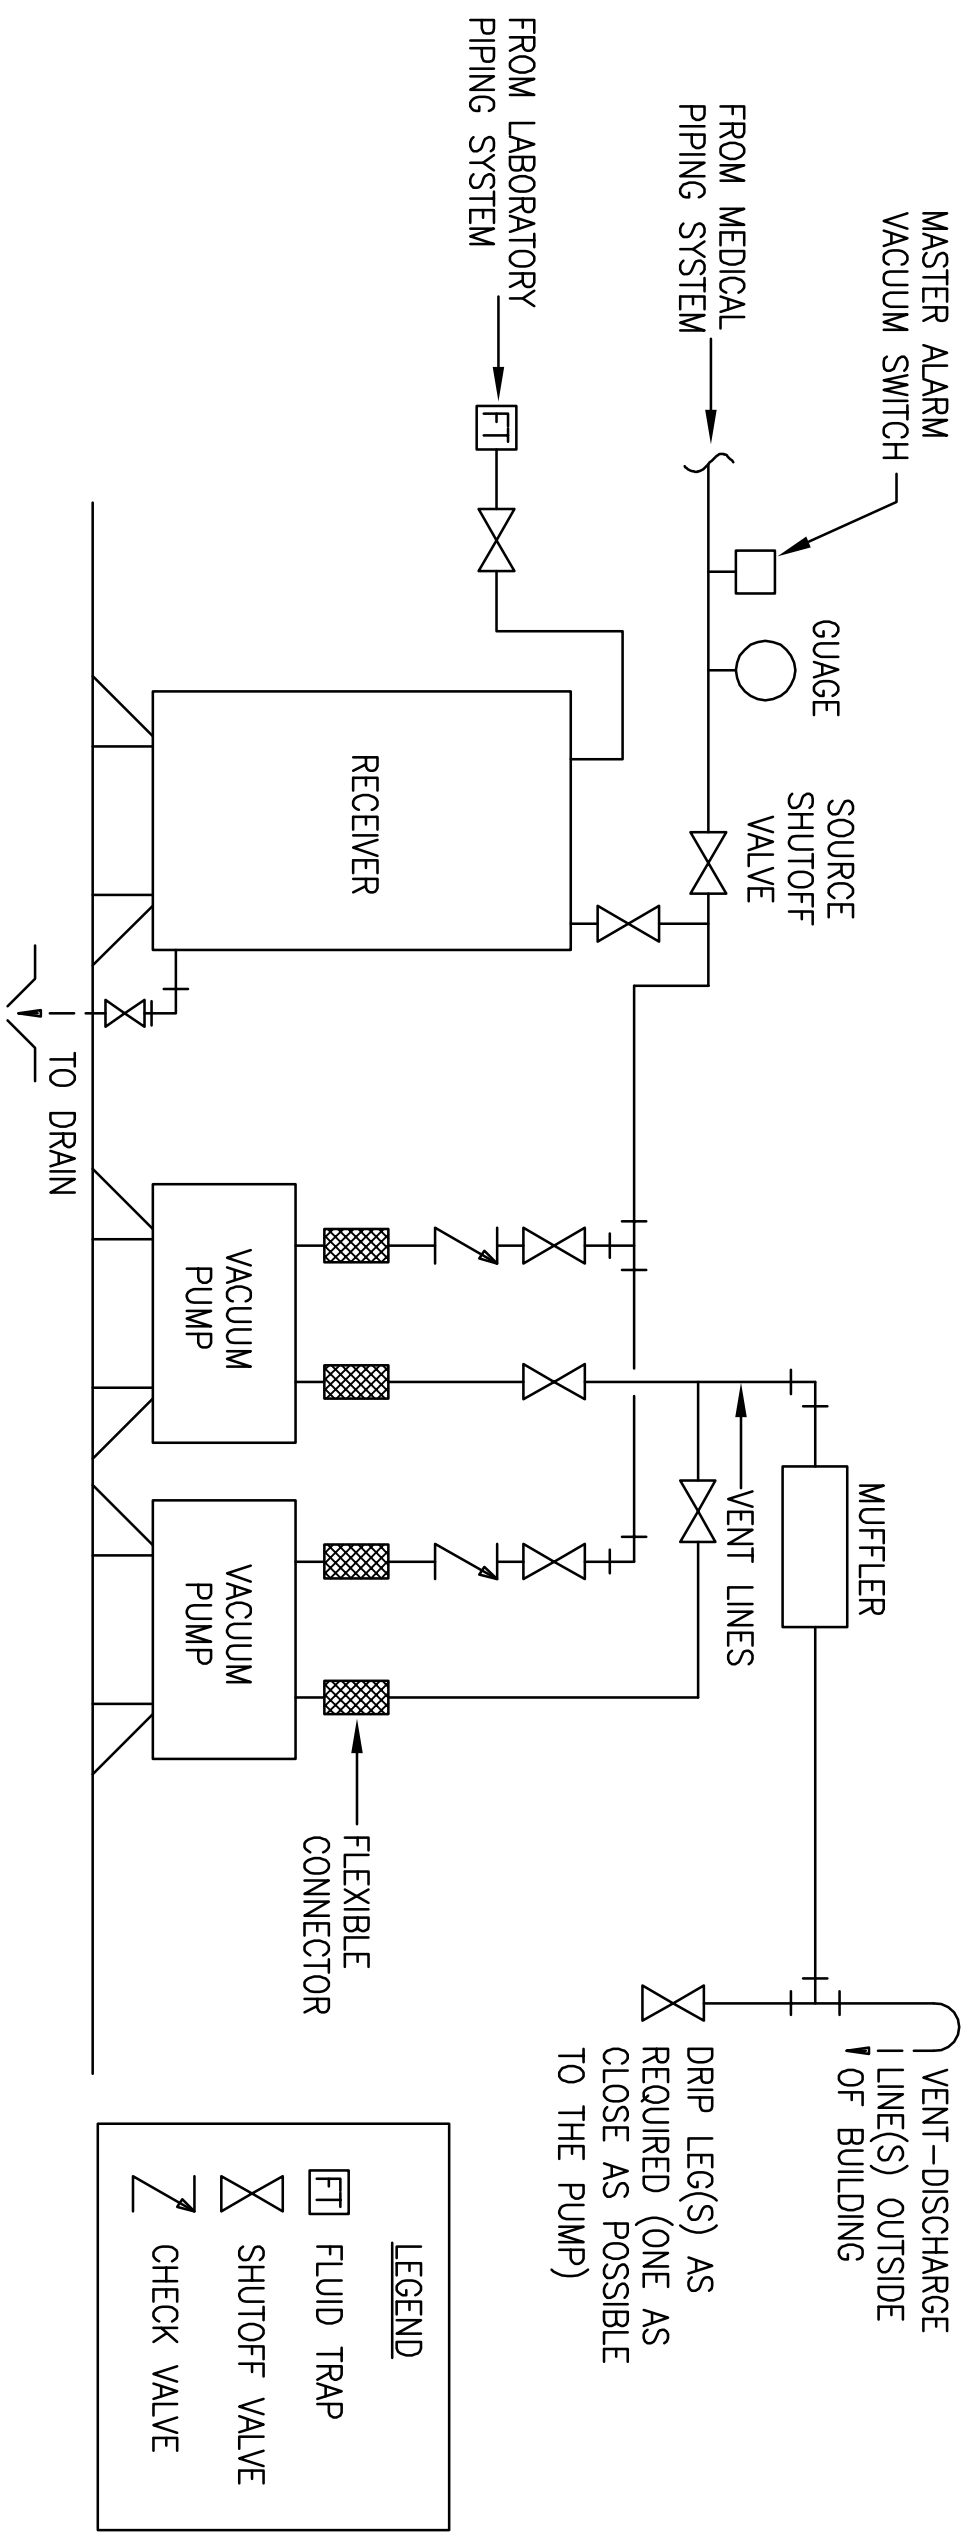 MASTER ALARM
VACUUM SWITCH
FROM MEDICAL
PIPING SYSTEM
FROM LABORATORY
PIPING SYSTEM
FT
GUAGE
SOURCE
SHUTOFF
VALVE
RECEIVER
TO DRAIN
VACUUM
PUMP
VACUUM
PUMP
MUFFLER
VENT LINES
FLEXIBLE
CONNECTOR
VENT-DISCHARGE
LINE(S) OUTSIDE
OF BUILDING
DRIP LEG(S) AS
REQUIRED (ONE AS
CLOSE AS POSSIBLE
TO THE PUMP)
LEGEND
FT FLUID TRAP
SHUTOFF VALVE
CHECK VALVE